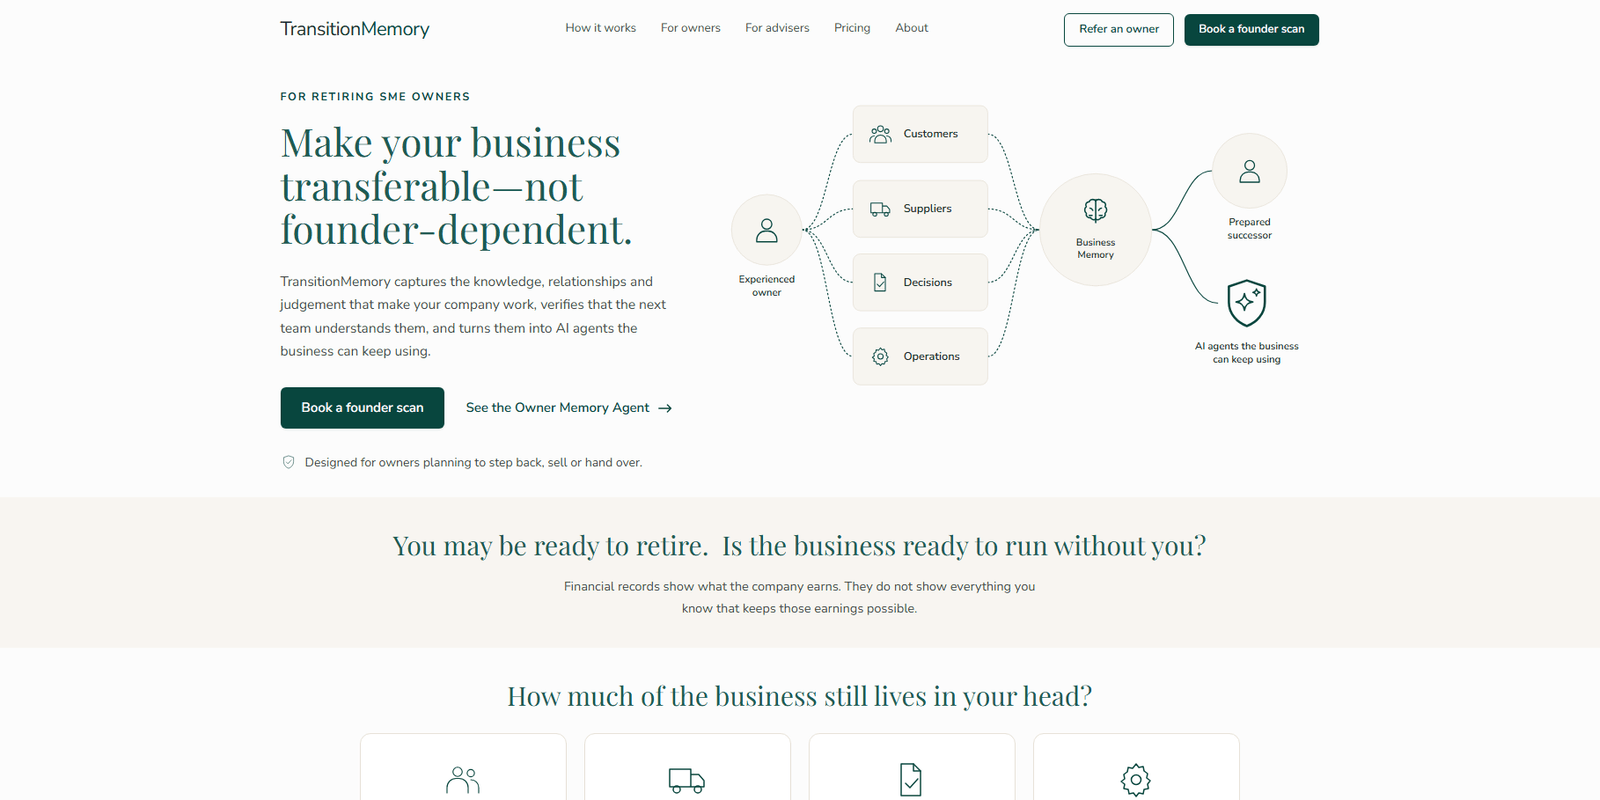 TransitionMemory
How it works
For owners
For advisers
Pricing
About
Refer an owner
Book a founder scan
FOR RETIRING SME OWNERS
Make your business
transferable—not
founder-dependent.
TransitionMemory captures the knowledge, relationships and
judgement that make your company work, verifies that the next
team understands them, and turns them into AI agents the
business can keep using.
Book a founder scan
See the Owner Memory Agent →
Designed for owners planning to step back, sell or hand over.
Experienced
owner
Customers
Suppliers
Decisions
Operations
Business
Memory
Prepared
successor
AI agents the business
can keep using
You may be ready to retire.  Is the business ready to run without you?
Financial records show what the company earns. They do not show everything you
know that keeps those earnings possible.
How much of the business still lives in your head?